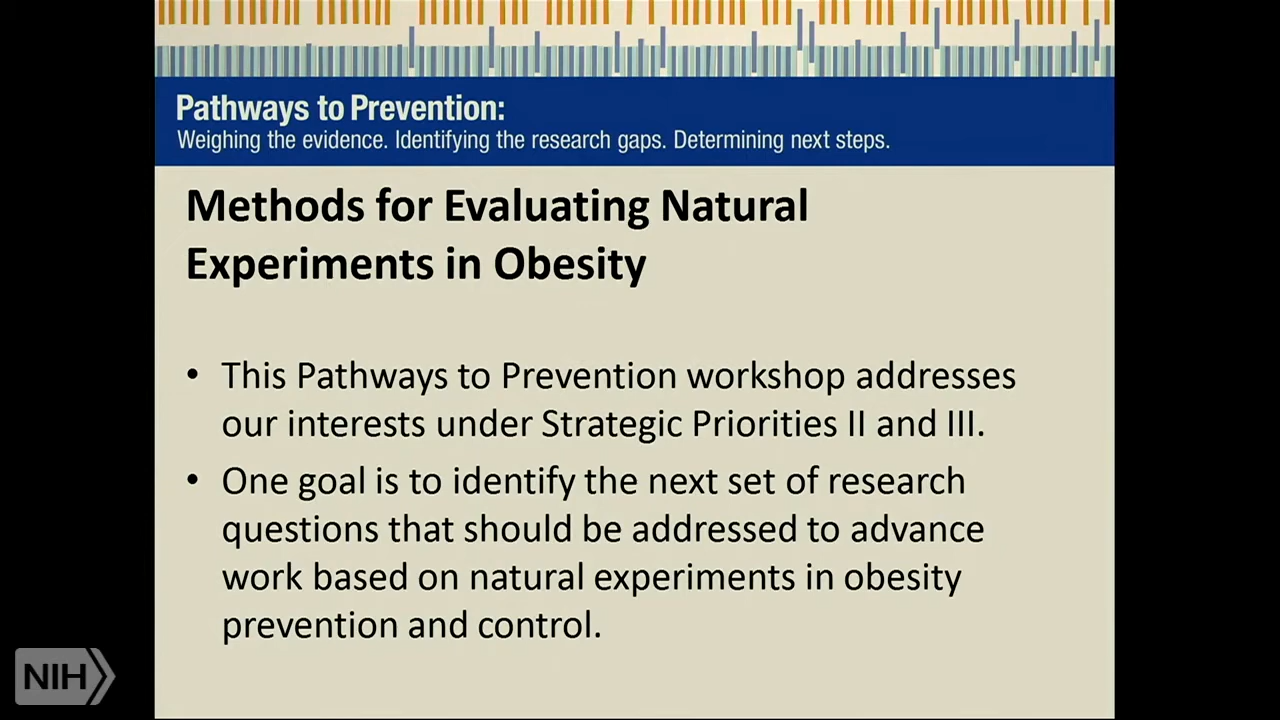 Pathways to Prevention:
Weighing the evidence. Identifying the research gaps. Determining next steps.
Methods for Evaluating Natural
Experiments in Obesity
• This Pathways to Prevention workshop addresses
our interests under Strategic Priorities II and III.
• One goal is to identify the next set of research
questions that should be addressed to advance
work based on natural experiments in obesity
prevention and control.
NIH